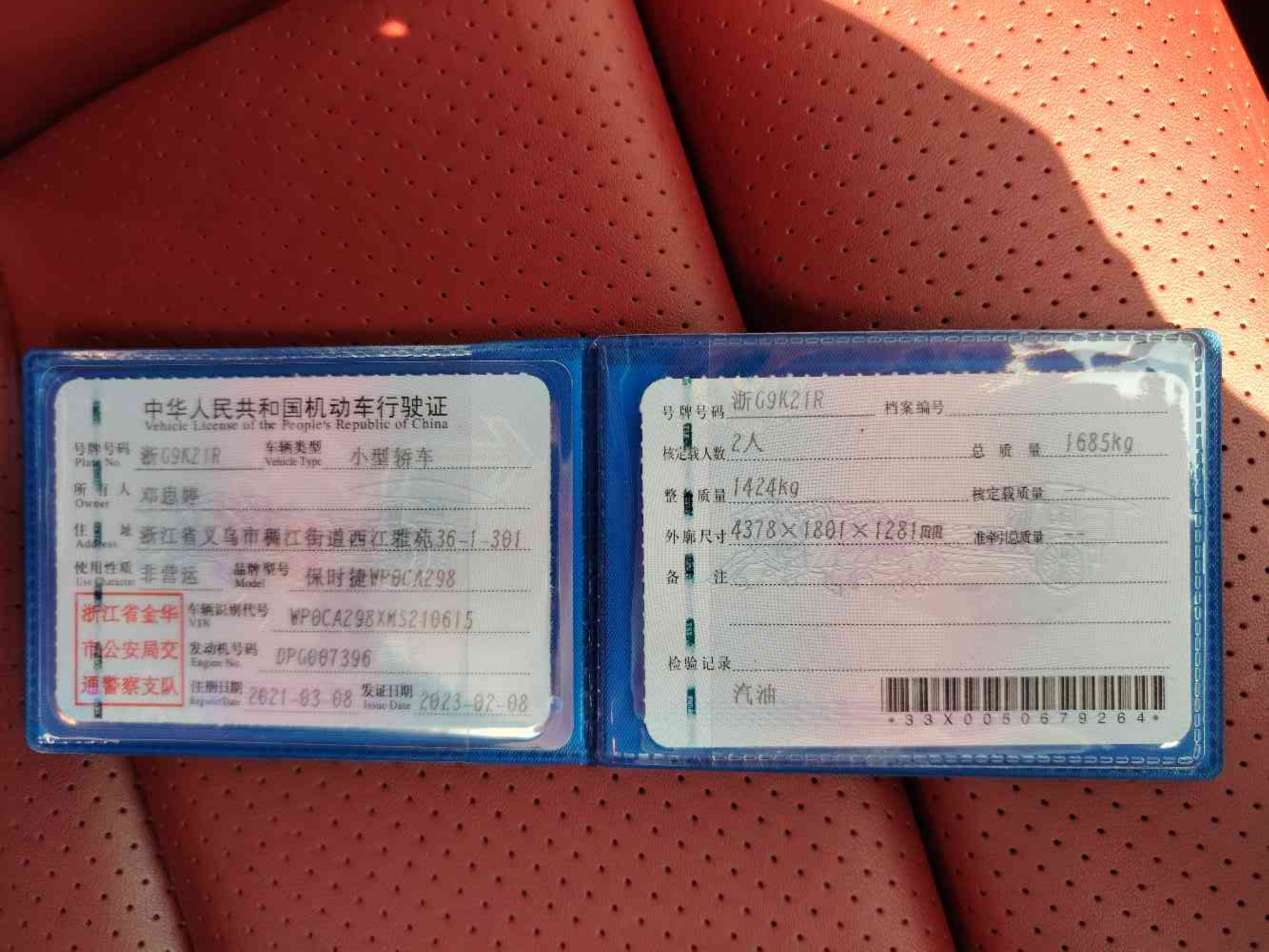 中华人民共和国机动车行驶证
Vehicle License of the People's Republic of China
号牌号码 浙G9K21R 车辆类型 小型轿车
Plate No. Vehicle Type
所有人 邓思婷
Owner
住址 浙江省义乌市稠江街道西江雅苑36-1-301
Address
使用性质 非营运 品牌型号 保时捷WP0CA298
Use Character Model
浙江省金华
市公安局交
通警察支队
车辆识别代号 WP0CA298XMS210615
VIN
发动机号码 DPG007396
Engine No.
注册日期 2021-03-08 发证日期 2023-02-08
Register Date Issue Date
号牌号码 浙G9K21R 档案编号
核定载人数 2人 总质量 1685kg
整备质量 1424kg 核定载质量 --
外廓尺寸 4378×1801×1281mm 准牵引总质量 --
备注
检验记录
汽油
*33X0050679264*